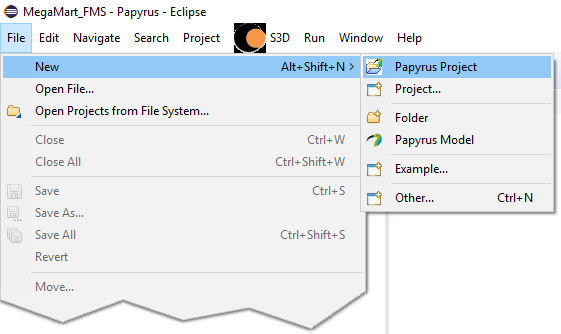 MegaMart_FMS - Papyrus - Eclipse
File Edit Navigate Search Project S3D Run Window Help
New Alt+Shift+N >
Open File...
Open Projects from File System...
Close Ctrl+W
Close All Ctrl+Shift+W
Save Ctrl+S
Save As...
Save All Ctrl+Shift+S
Revert
Move...
Papyrus Project
Project...
Folder
Papyrus Model
Example...
Other... Ctrl+N